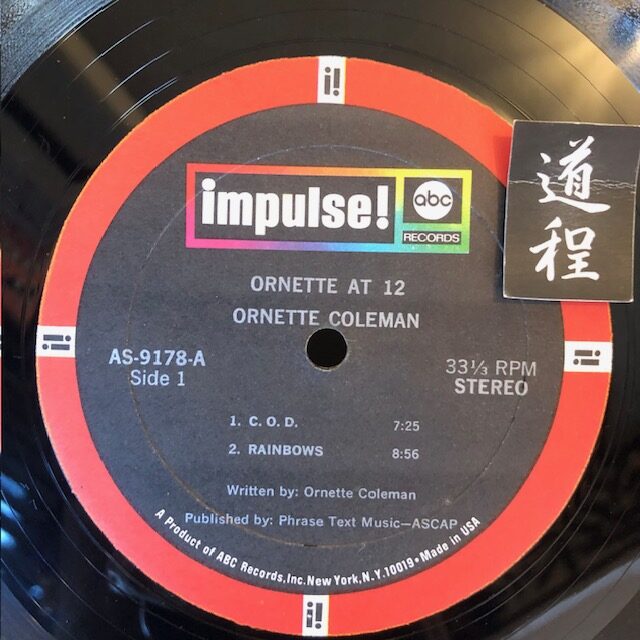 i!
impulse!
abc
RECORDS
道程
ORNETTE AT 12
ORNETTE COLEMAN
i!
AS-9178-A
Side 1
33⅓ RPM
STEREO
i!
1. C. O. D. 7:25
2. RAINBOWS 8:56
Written by: Ornette Coleman
Published by: Phrase Text Music—ASCAP
A Product of ABC Records, Inc. New York, N.Y. 10019 • Made in USA
i!